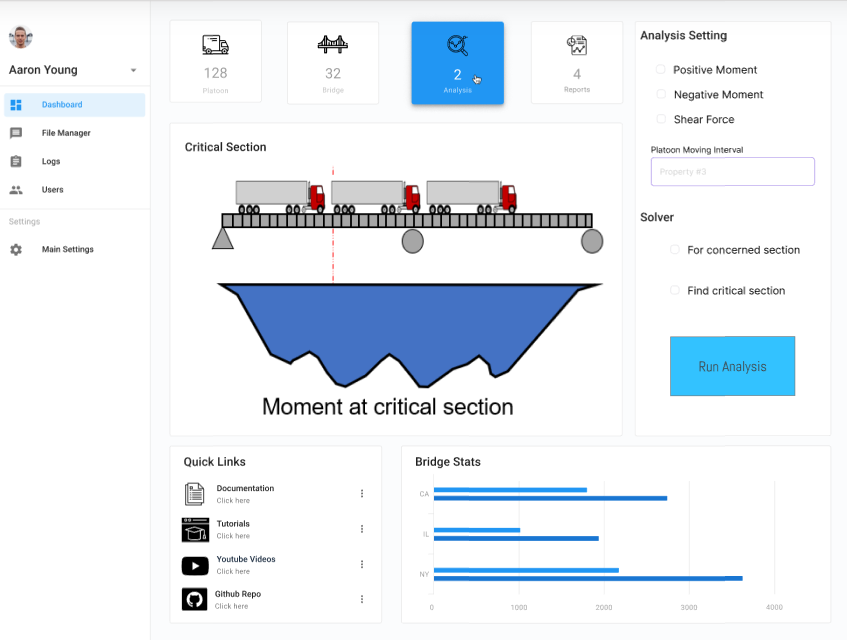 Aaron Young
Dashboard
File Manager
Logs
Users
Settings
Main Settings
128
Platoon
32
Bridge
2
Analysis
4
Reports
Critical Section
Moment at critical section
Analysis Setting
Positive Moment
Negative Moment
Shear Force
Platoon Moving Interval
Property #3
Solver
For concerned section
Find critical section
Run Analysis
Quick Links
Documentation
Click here
Tutorials
Click here
Youtube Videos
Click here
Github Repo
Click here
Bridge Stats
CA
IL
NY
0 1000 2000 3000 4000